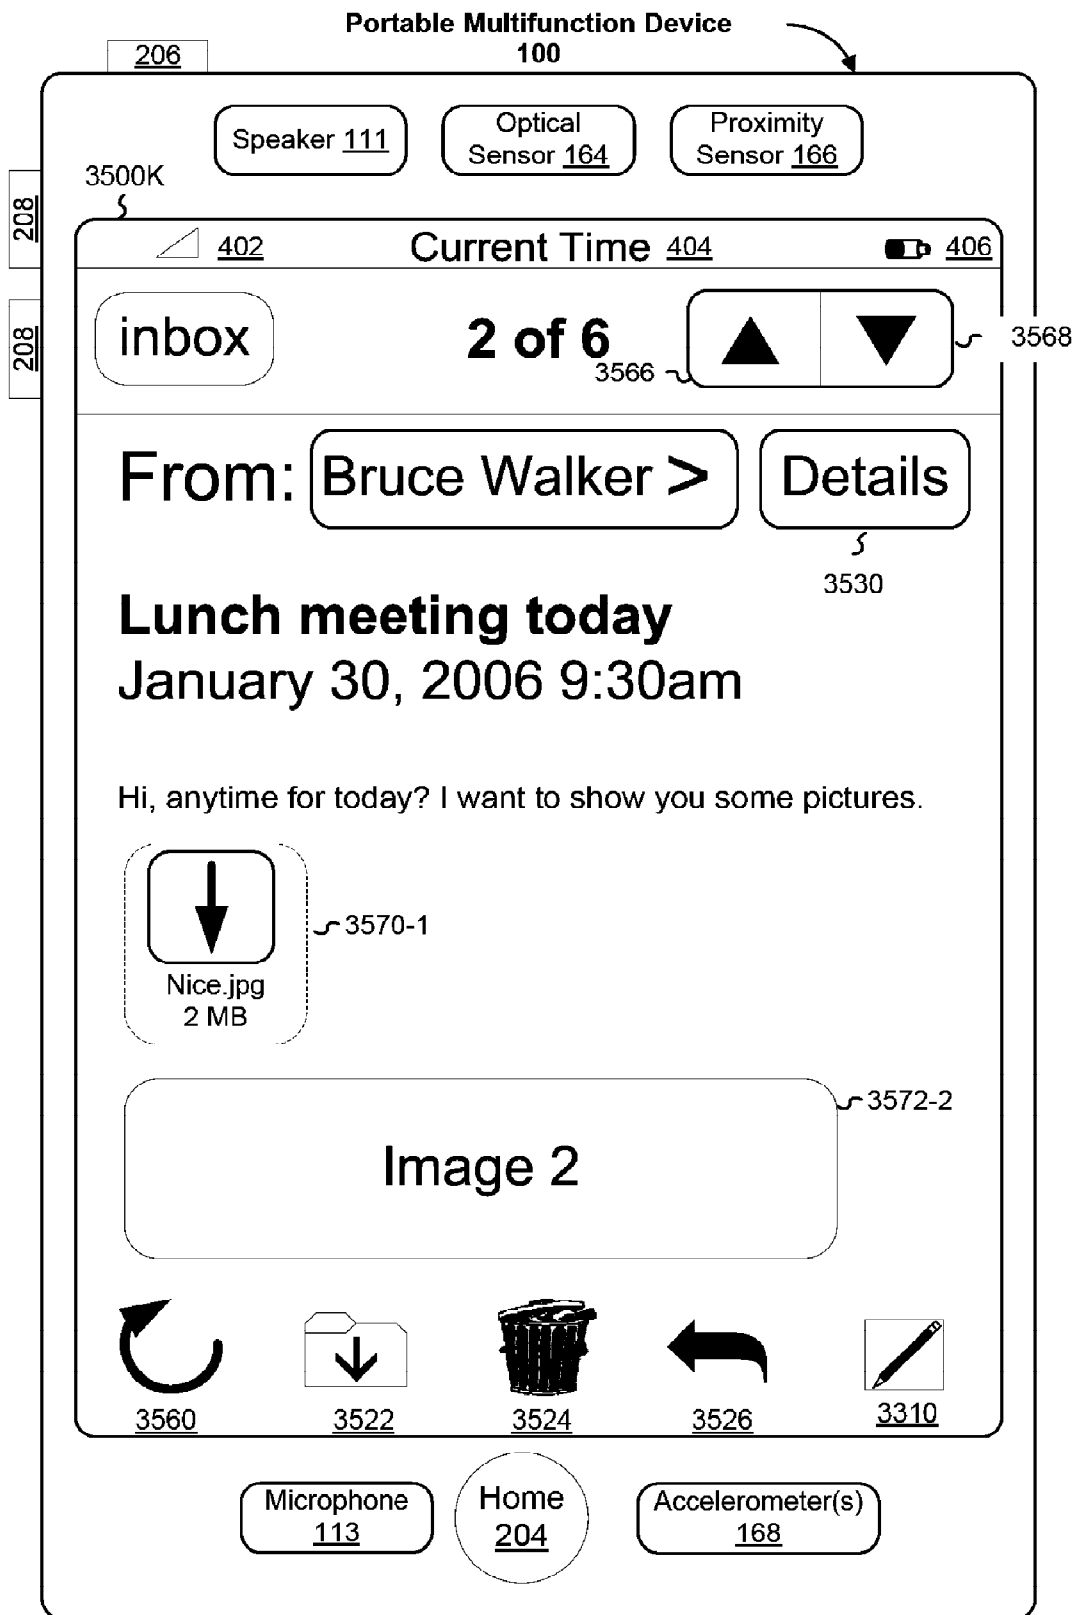 Portable Multifunction Device
100
206
Speaker 111
Optical
Sensor 164
Proximity
Sensor 166
3500K
208
402
Current Time 404
406
inbox
2 of 6
3566
3568
208
From:
Bruce Walker >
Details
3530
Lunch meeting today
January 30, 2006 9:30am
Hi, anytime for today? I want to show you some pictures.
3570-1
Nice.jpg
2 MB
3572-2
Image 2
3560
3522
3524
3526
3310
Microphone
113
Home
204
Accelerometer(s)
168